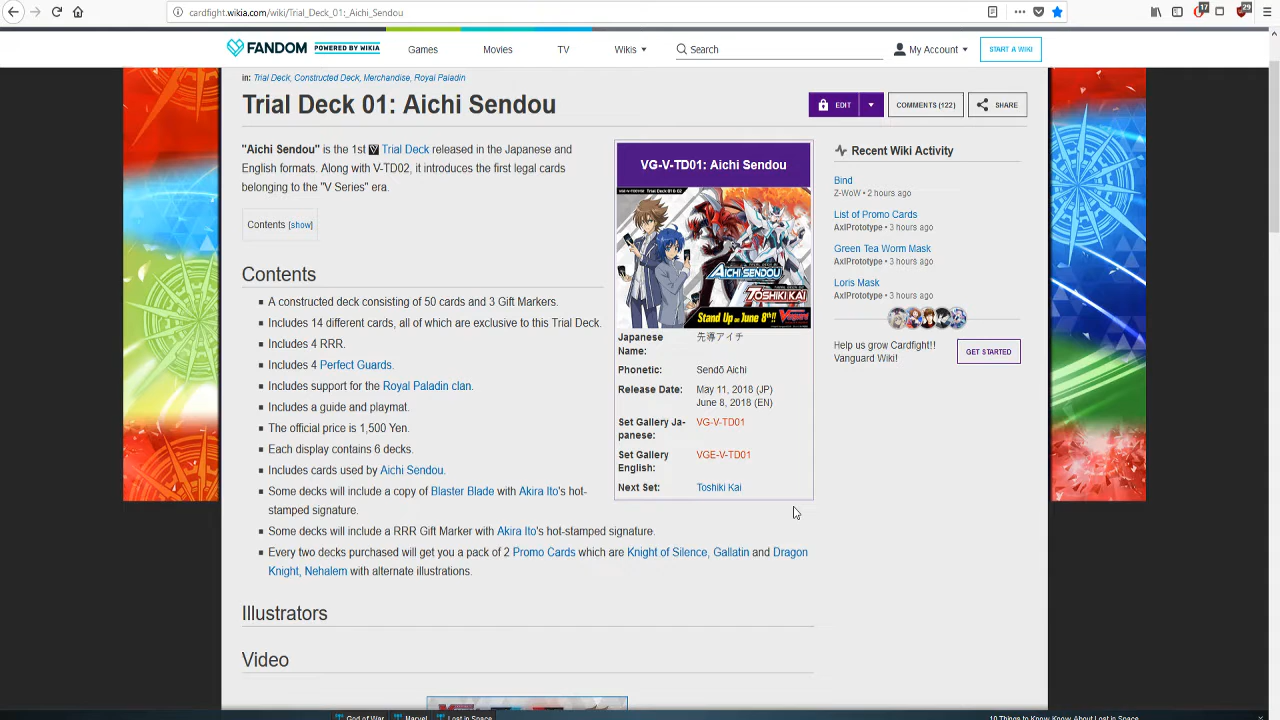 cardfight.wikia.com/wiki/Trial_Deck_01:_Aichi_Sendou
17
29
FANDOM POWERED BY WIKIA
Games
Movies
TV
Wikis
Search
My Account
START A WIKI
in: Trial Deck, Constructed Deck, Merchandise, Royal Paladin
Trial Deck 01: Aichi Sendou
EDIT
COMMENTS (122)
SHARE
"Aichi Sendou" is the 1st V Trial Deck released in the Japanese and
English formats. Along with V-TD02, it introduces the first legal cards
belonging to the "V Series" era.
Contents [show]
Contents
A constructed deck consisting of 50 cards and 3 Gift Markers.
Includes 14 different cards, all of which are exclusive to this Trial Deck.
Includes 4 RRR.
Includes 4 Perfect Guards.
Includes support for the Royal Paladin clan.
Includes a guide and playmat.
The official price is 1,500 Yen.
Each display contains 6 decks.
Includes cards used by Aichi Sendou.
Some decks will include a copy of Blaster Blade with Akira Ito's hot-
stamped signature.
Some decks will include a RRR Gift Marker with Akira Ito's hot-stamped signature.
Every two decks purchased will get you a pack of 2 Promo Cards which are Knight of Silence, Gallatin and Dragon
Knight, Nehalem with alternate illustrations.
Illustrators
Video
VG-V-TD01: Aichi Sendou
AICHI SENDOU
TOSHIKI KAI
Stand Up on June 8th!!
VANGUARD
Japanese
Name:
先導アイチ
Phonetic:
Sendō Aichi
Release Date:
May 11, 2018 (JP)
June 8, 2018 (EN)
Set Gallery Ja-
panese:
VG-V-TD01
Set Gallery
English:
VGE-V-TD01
Next Set:
Toshiki Kai
Recent Wiki Activity
Bind
Z-WoW • 2 hours ago
List of Promo Cards
AxlPrototype • 3 hours ago
Green Tea Worm Mask
AxlPrototype • 3 hours ago
Loris Mask
AxlPrototype • 3 hours ago
Help us grow Cardfight!!
Vanguard Wiki!
GET STARTED
God of War
Marvel
Lost in Space
10 Things to Know Know About Lost in Space